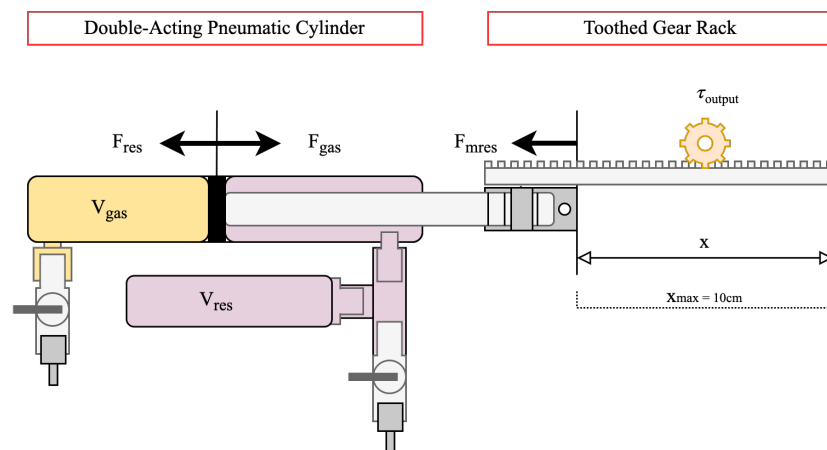 Double-Acting Pneumatic Cylinder
Toothed Gear Rack
τoutput
Fres
Fgas
Fmres
Vgas
x
Vres
xmax = 10cm